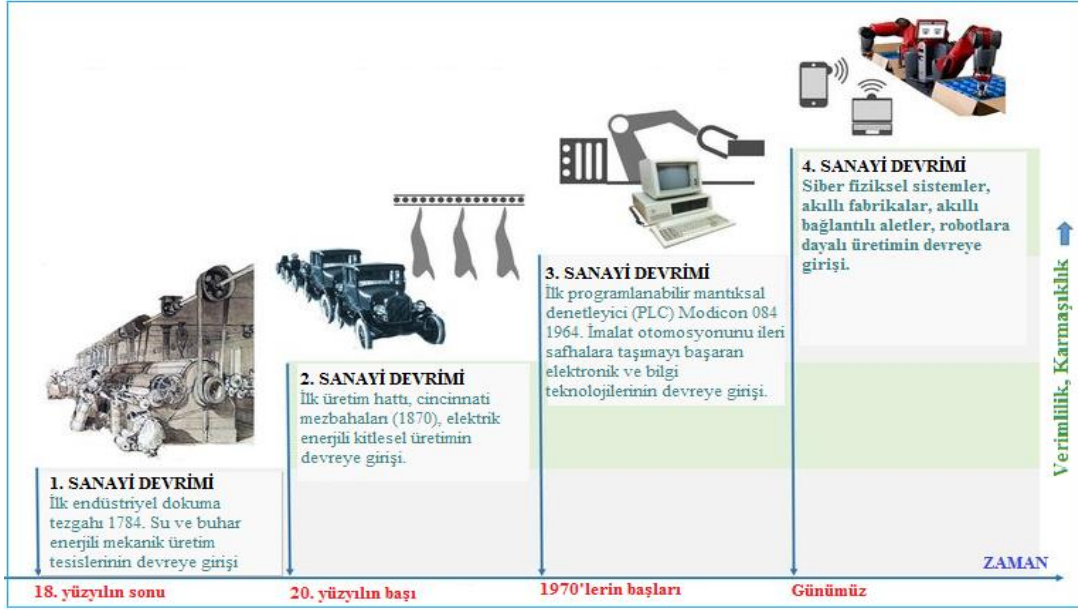 4. SANAYİ DEVRİMİ
Siber fiziksel sistemler,
akıllı fabrikalar, akıllı
bağlantılı aletler, robotlara
dayalı üretimin devreye
girişi.
3. SANAYİ DEVRİMİ
İlk programlanabilir mantıksal
denetleyici (PLC) Modicon 084
1964. İmalat otomosyonunu ileri
safhalara taşımayı başaran
elektronik ve bilgi
teknolojilerinin devreye girişi.
2. SANAYİ DEVRİMİ
İlk üretim hattı, cincinnati
mezbahaları (1870), elektrik
enerjili kitlesel üretimin
devreye girişi.
1. SANAYİ DEVRİMİ
İlk endüstriyel dokuma
tezgahı 1784. Su ve buhar
enerjili mekanik üretim
tesislerinin devreye girişi
Verimlilik, Karmaşıklık
ZAMAN
18. yüzyılın sonu
20. yüzyılın başı
1970'lerin başları
Günümüz